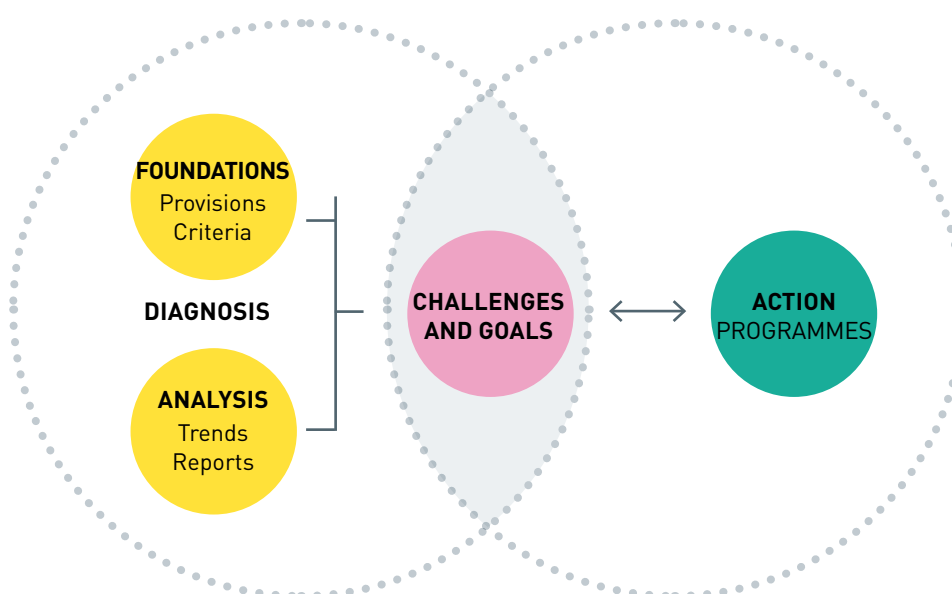 FOUNDATIONS
Provisions
Criteria
DIAGNOSIS
ANALYSIS
Trends
Reports
CHALLENGES
AND GOALS
ACTION
PROGRAMMES